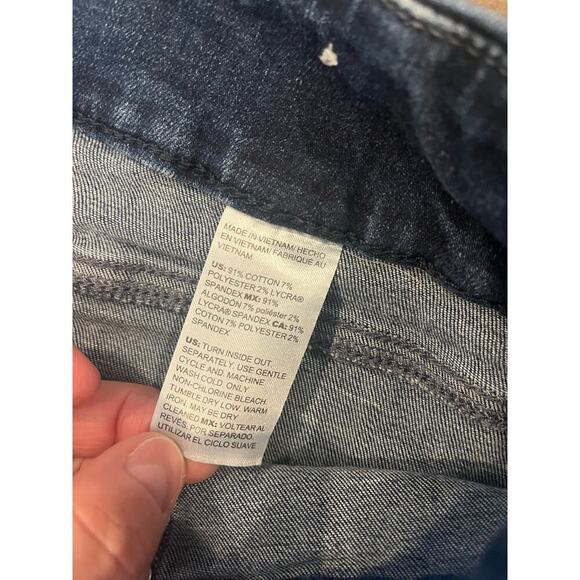 MADE IN VIETNAM/ HECHO
EN VIETNAM/ FABRIQUÉ AU
VIETNAM
US: 91% COTTON 7%
POLYESTER 2% LYCRA®
SPANDEX MX: 91%
ALGODÓN 7% poliéster 2%
LYCRA® SPANDEX CA: 91%
COTON 7% POLYESTER 2%
SPANDEX
US: TURN INSIDE OUT.
SEPARATELY. USE GENTLE
CYCLE AND MACHINE
WASH COLD. ONLY
NON-CHLORINE BLEACH
TUMBLE DRY LOW. WARM
IRON, MAY BE DRY
CLEANED MX: VOLTEAR AL
REVÉS. POR SEPARADO.
UTILIZAR EL CICLO SUAVE